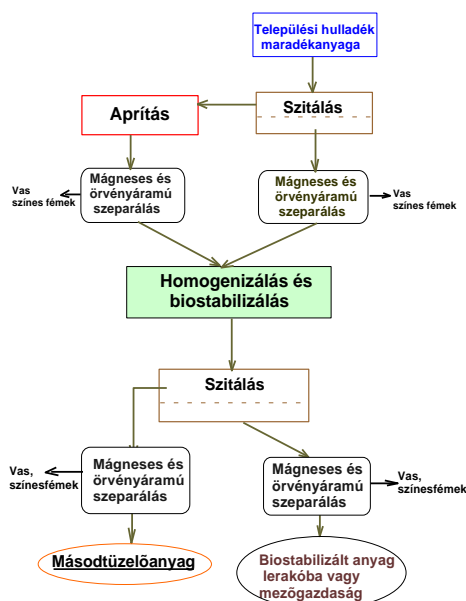 Települési hulladék
maradékanyaga
Aprítás
Szitálás
Mágneses és
örvényáramú
szeparálás
Vas
színes fémek
Mágneses és
örvényáramú
szeparálás
Vas
színes fémek
Homogenizálás és
biostabilizálás
Szitálás
Mágneses és
örvényáramú
szeparálás
Vas,
színesfémek
Mágneses és
örvényáramú
szeparálás
Vas,
színesfémek
Másodtüzelõanyag
Biostabilizált anyag
lerakóba vagy
mezõgazdaság